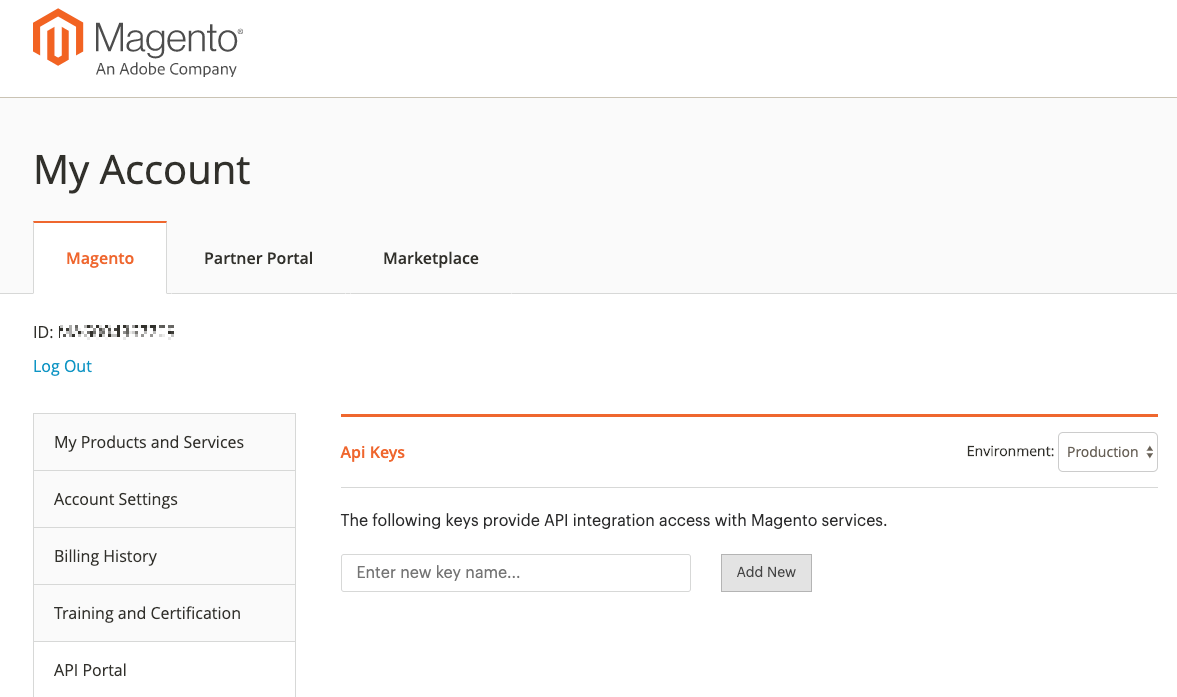 Magento®
An Adobe Company
My Account
Magento Partner Portal Marketplace
ID:
Log Out
My Products and Services
Account Settings
Billing History
Training and Certification
API Portal
Api Keys Environment: Production
The following keys provide API integration access with Magento services.
Enter new key name... Add New